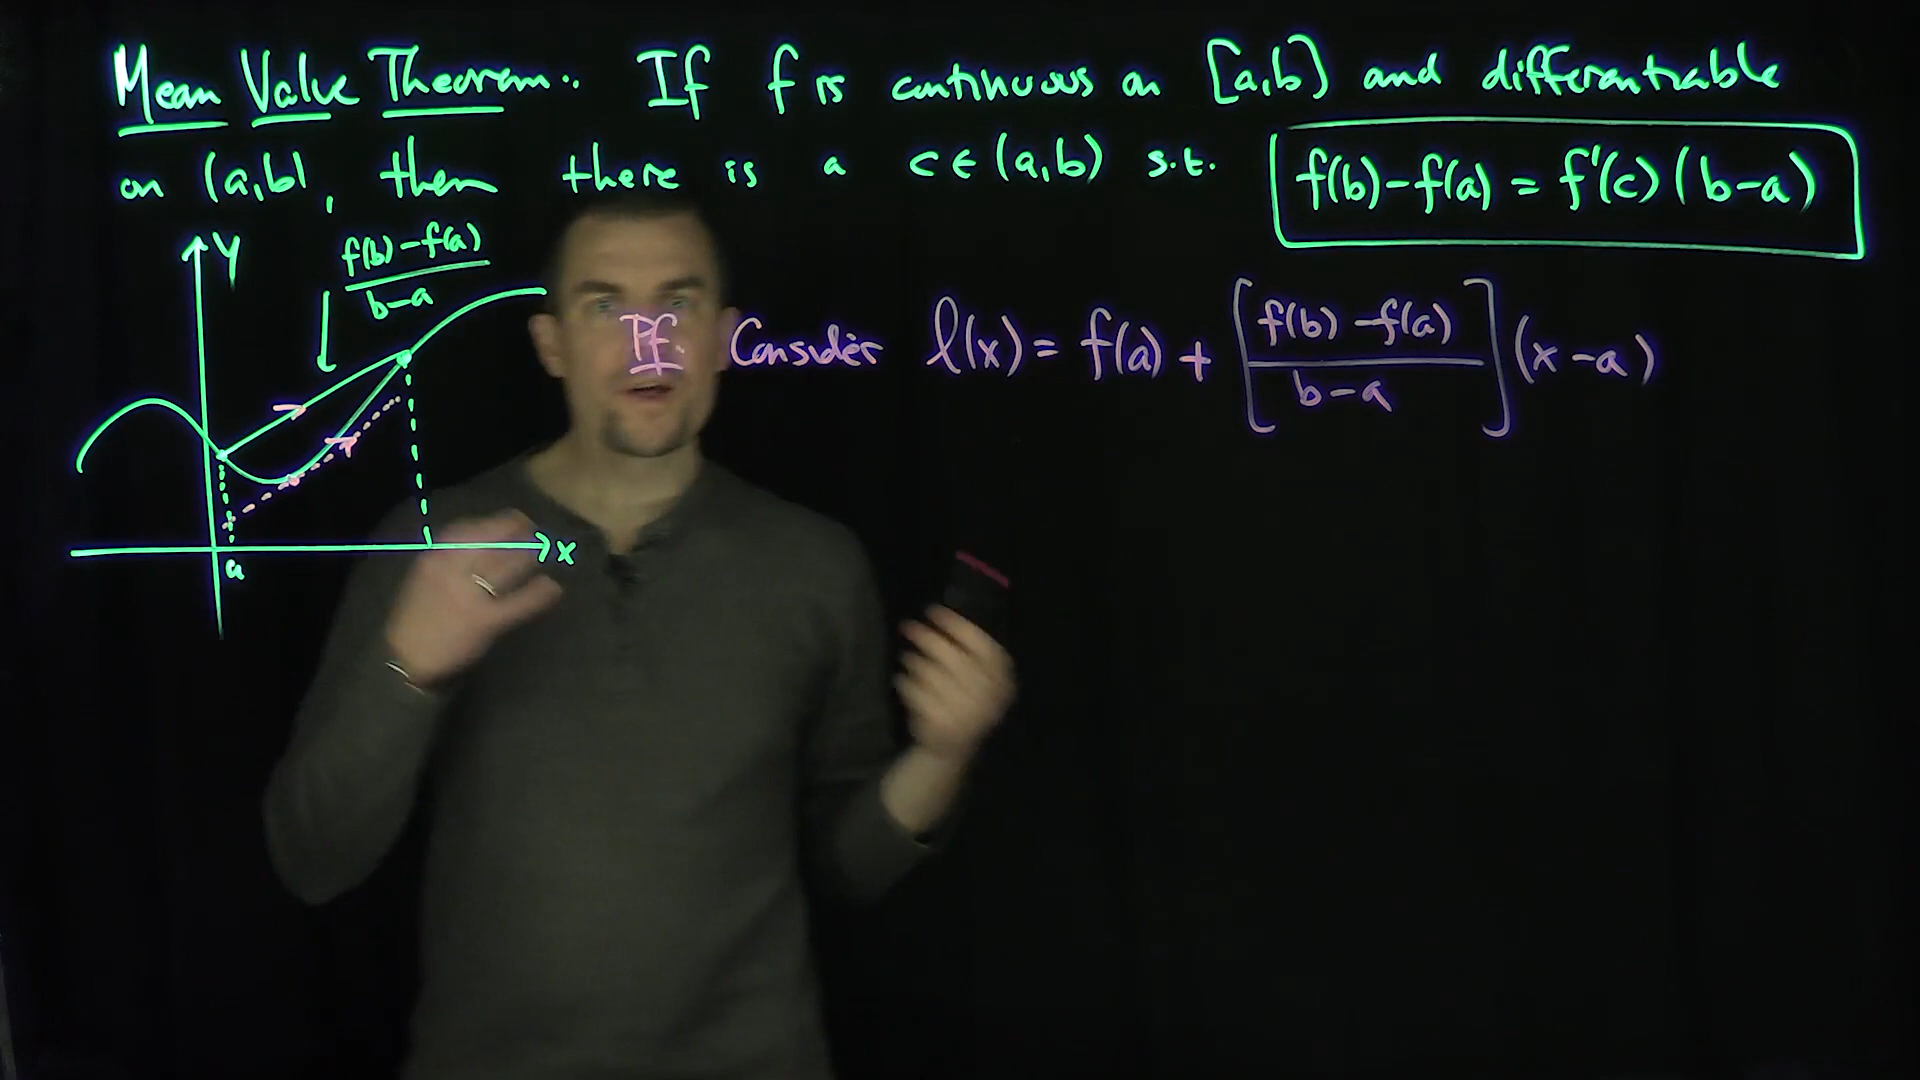 Mean Value Theorem: If f is continuous on [a,b] and differentiable
on (a,b), then there is a c∈(a,b) s.t. f(b)-f(a) = f'(c)(b-a)
y
f(b)-f(a)
b-a
Pf. Consider l(x) = f(a) + [f(b)-f(a) / b-a](x-a)
x
a